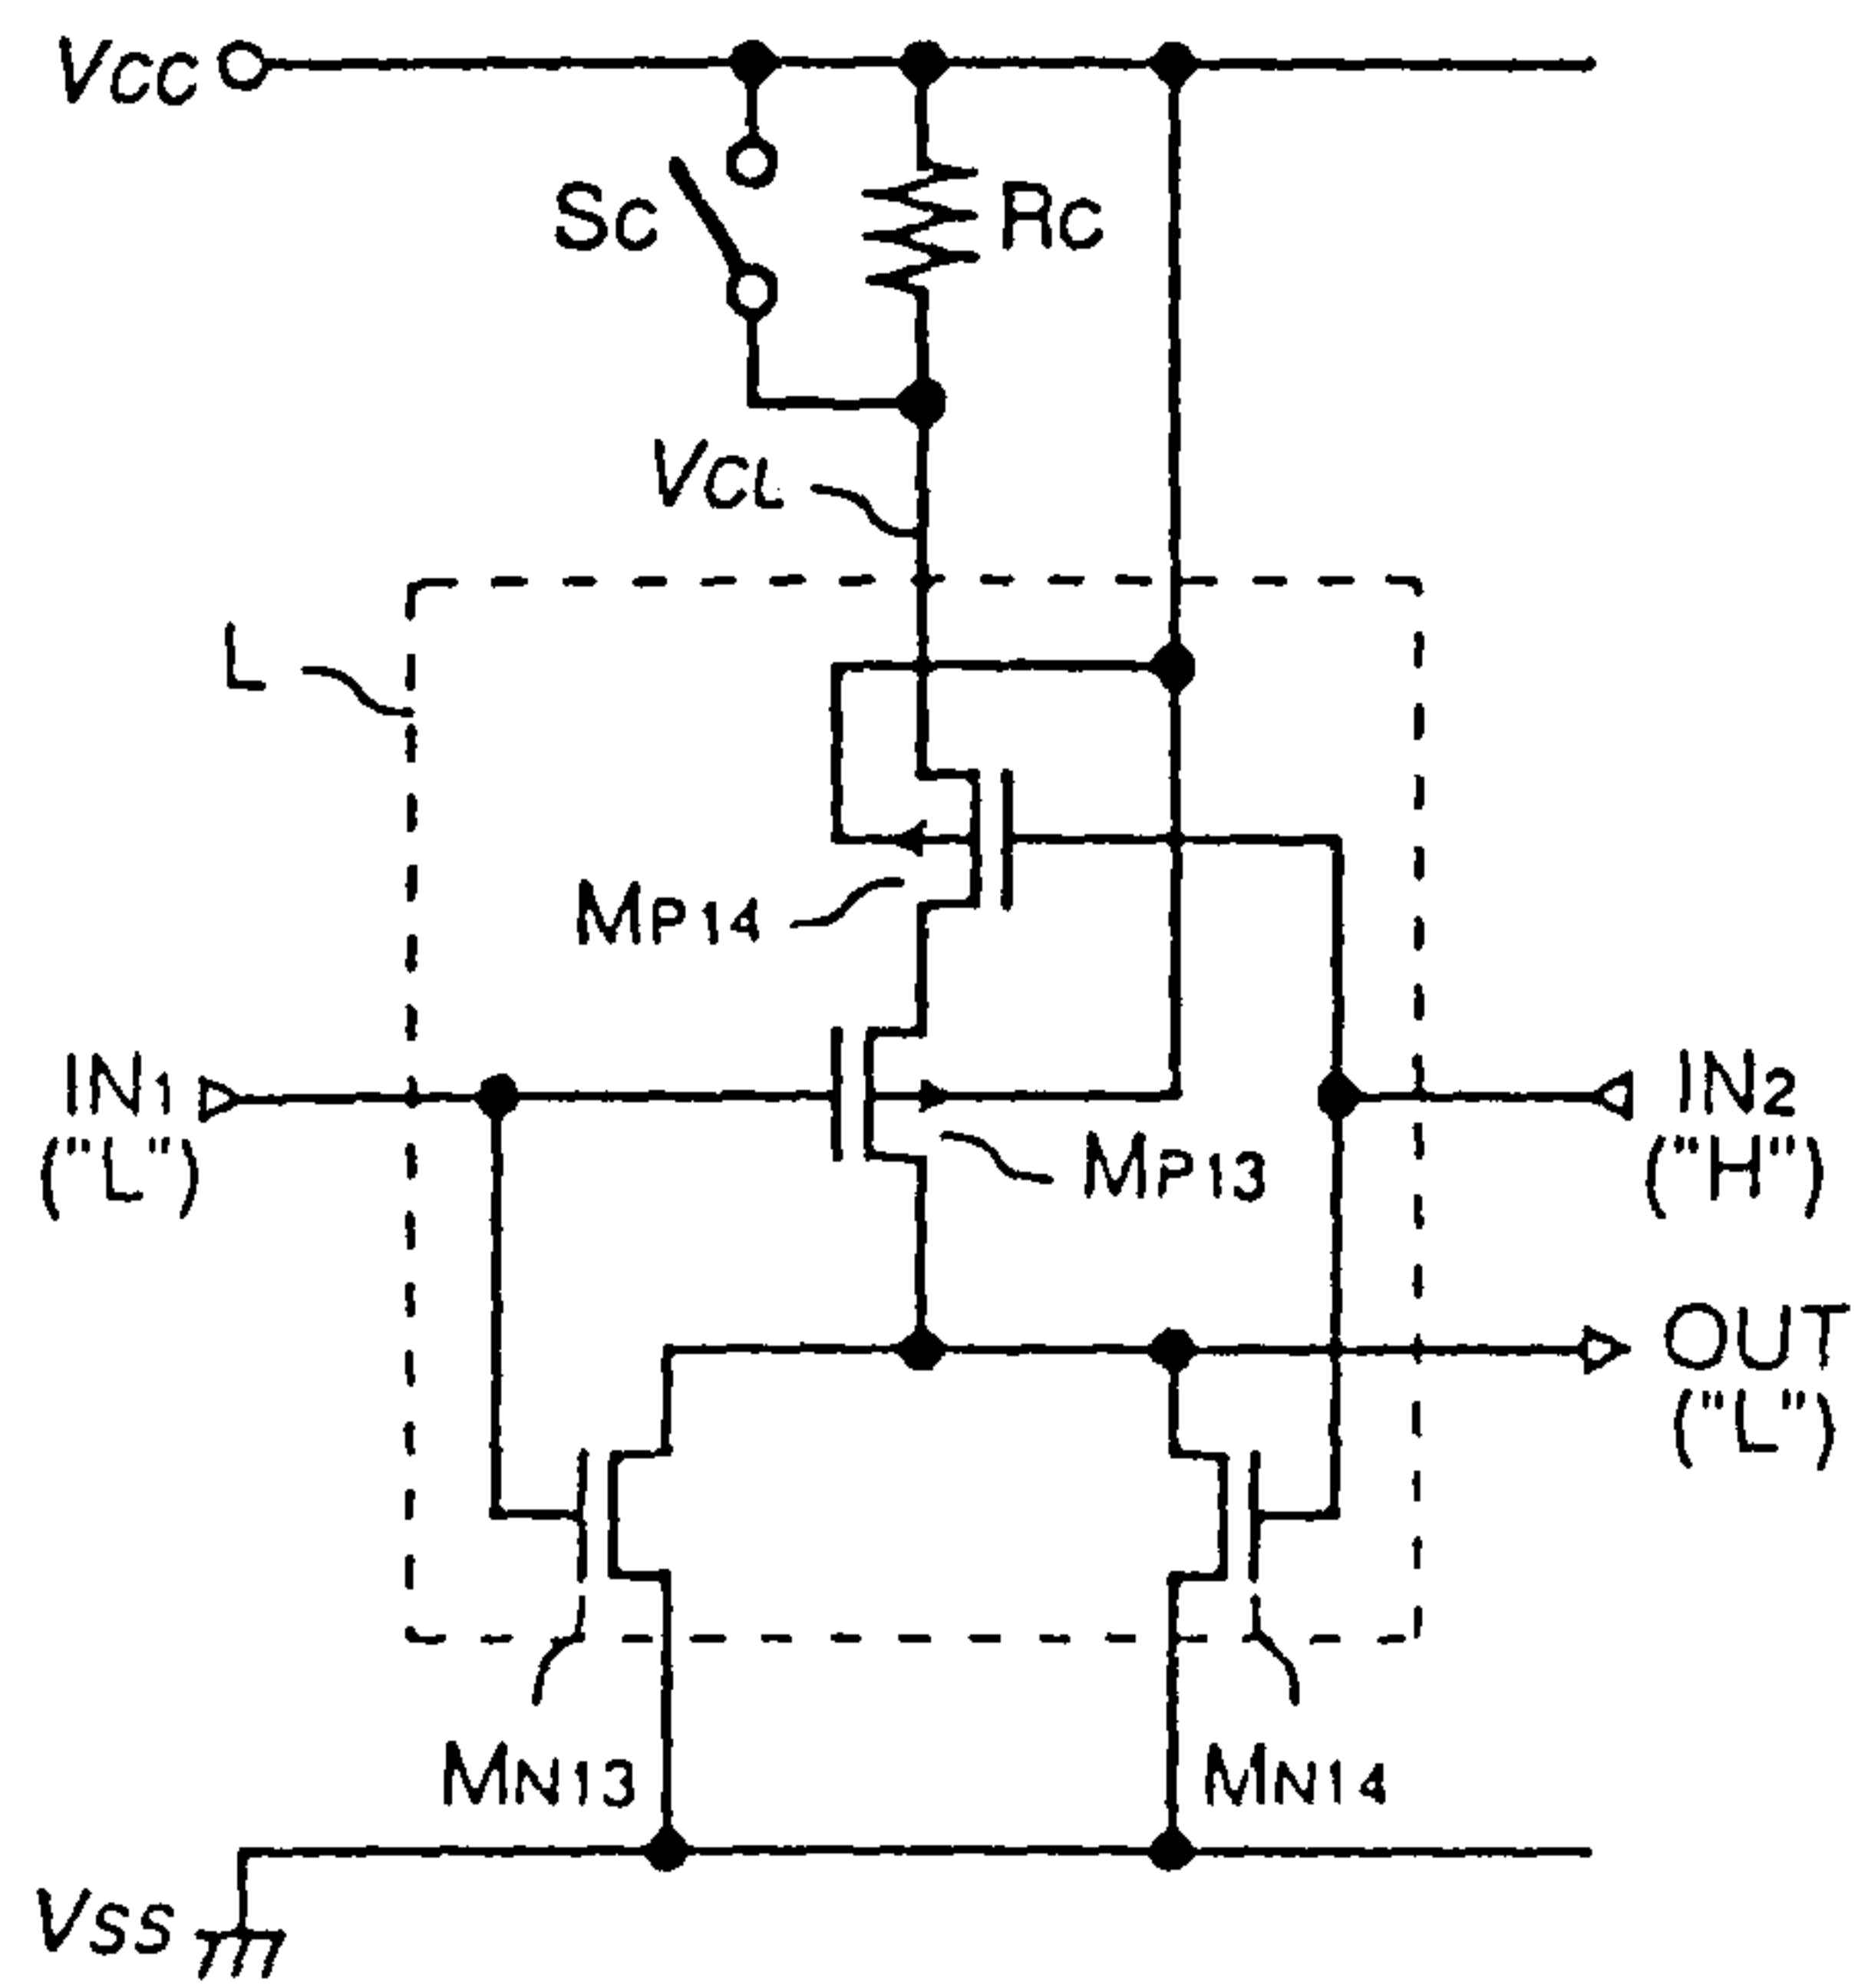 VCC
SC
RC
VCL
L
MP14
IN1
("L")
IN2
("H")
MP13
OUT
("L")
MN13
MN14
VSS